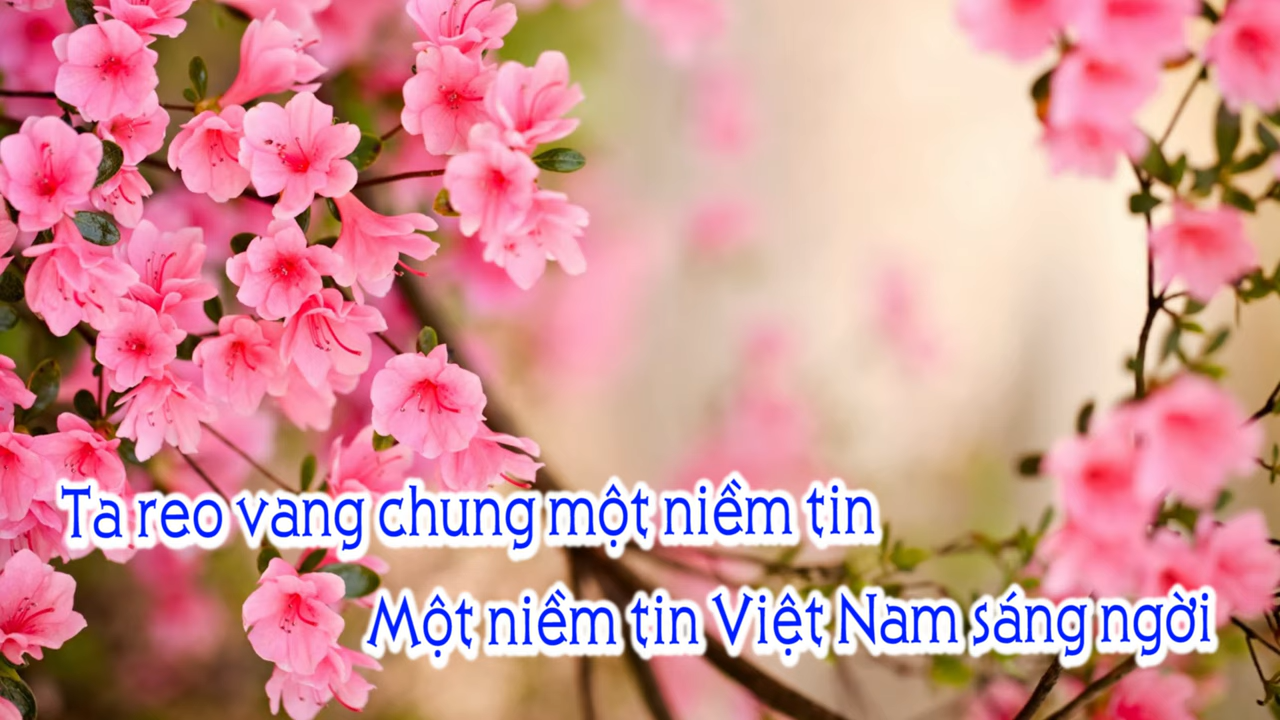 Ta reo vang chung một niềm tin
Một niềm tin Việt Nam sáng ngời